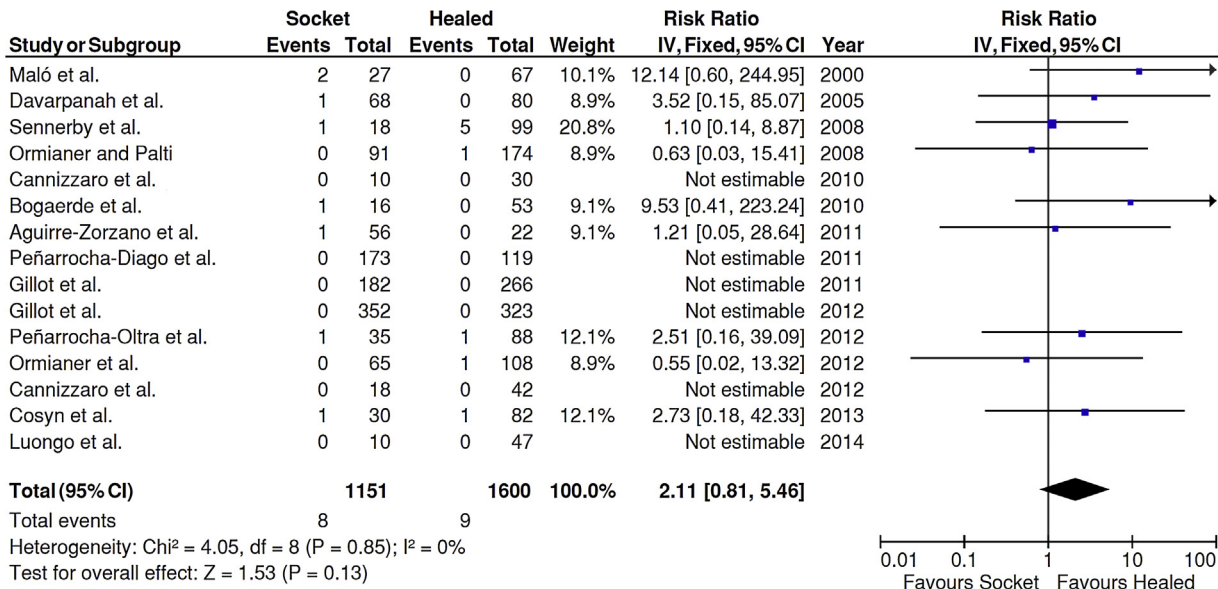 Socket Healed Risk Ratio Risk Ratio
Study or Subgroup Events Total Events Total Weight IV, Fixed, 95% CI Year IV, Fixed, 95% CI
Maló et al. 2 27 0 67 10.1% 12.14 [0.60, 244.95] 2000
Davarpanah et al. 1 68 0 80 8.9% 3.52 [0.15, 85.07] 2005
Sennerby et al. 1 18 5 99 20.8% 1.10 [0.14, 8.87] 2008
Ormianer and Palti 0 91 1 174 8.9% 0.63 [0.03, 15.41] 2008
Cannizzaro et al. 0 10 0 30 Not estimable 2010
Bogaerde et al. 1 16 0 53 9.1% 9.53 [0.41, 223.24] 2010
Aguirre-Zorzano et al. 1 56 0 22 9.1% 1.21 [0.05, 28.64] 2011
Peñarrocha-Diago et al. 0 173 0 119 Not estimable 2011
Gillot et al. 0 182 0 266 Not estimable 2011
Gillot et al. 0 352 0 323 Not estimable 2012
Peñarrocha-Oltra et al. 1 35 1 88 12.1% 2.51 [0.16, 39.09] 2012
Ormianer et al. 0 65 1 108 8.9% 0.55 [0.02, 13.32] 2012
Cannizzaro et al. 0 18 0 42 Not estimable 2012
Cosyn et al. 1 30 1 82 12.1% 2.73 [0.18, 42.33] 2013
Luongo et al. 0 10 0 47 Not estimable 2014
Total (95% CI) 1151 1600 100.0% 2.11 [0.81, 5.46]
Total events 8 9
Heterogeneity: Chi² = 4.05, df = 8 (P = 0.85); I² = 0%
Test for overall effect: Z = 1.53 (P = 0.13)
0.01 0.1 1 10 100
Favours Socket Favours Healed